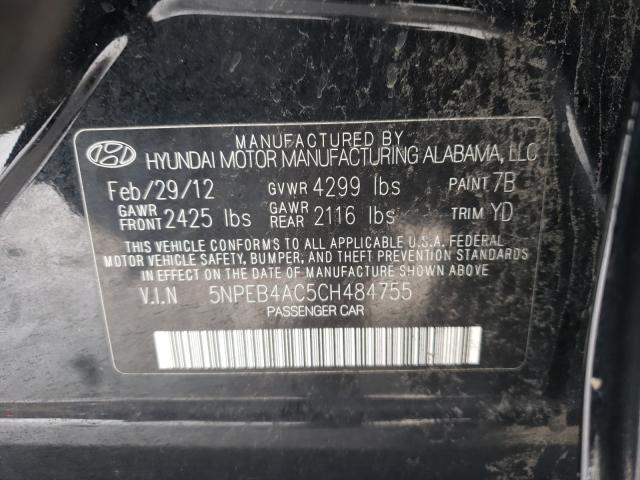 MANUFACTURED BY
HYUNDAI MOTOR MANUFACTURING ALABAMA, LLC
Feb/29/12 GVWR 4299 lbs PAINT 7B
GAWR FRONT 2425 lbs GAWR REAR 2116 lbs TRIM YD
THIS VEHICLE CONFORMS TO ALL APPLICABLE U.S.A. FEDERAL
MOTOR VEHICLE SAFETY, BUMPER, AND THEFT PREVENTION STANDARDS
IN EFFECT ON THE DATE OF MANUFACTURE SHOWN ABOVE.
V.I.N 5NPEB4AC5CH484755
PASSENGER CAR